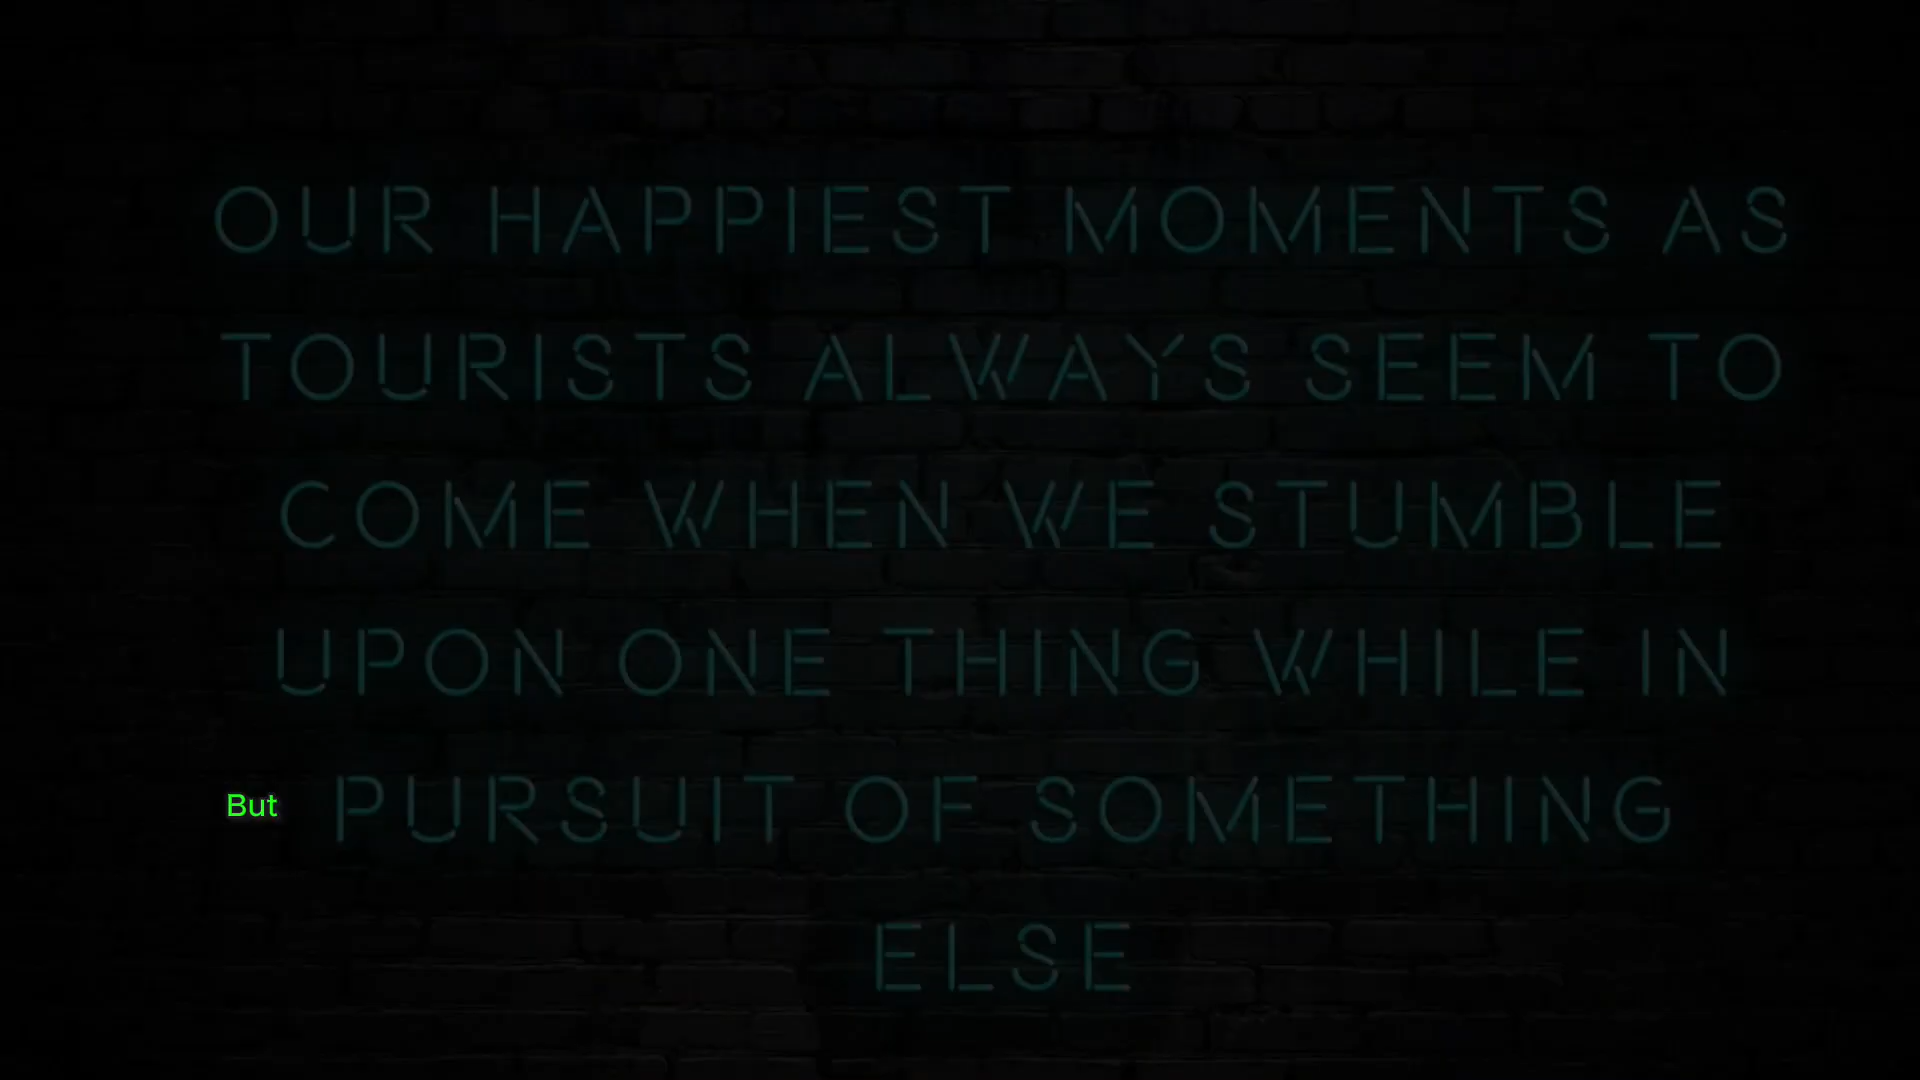 OUR HAPPIEST MOMENTS AS
TOURISTS ALWAYS SEEM TO
COME WHEN WE STUMBLE
UPON ONE THING WHILE IN
But
PURSUIT OF SOMETHING
ELSE